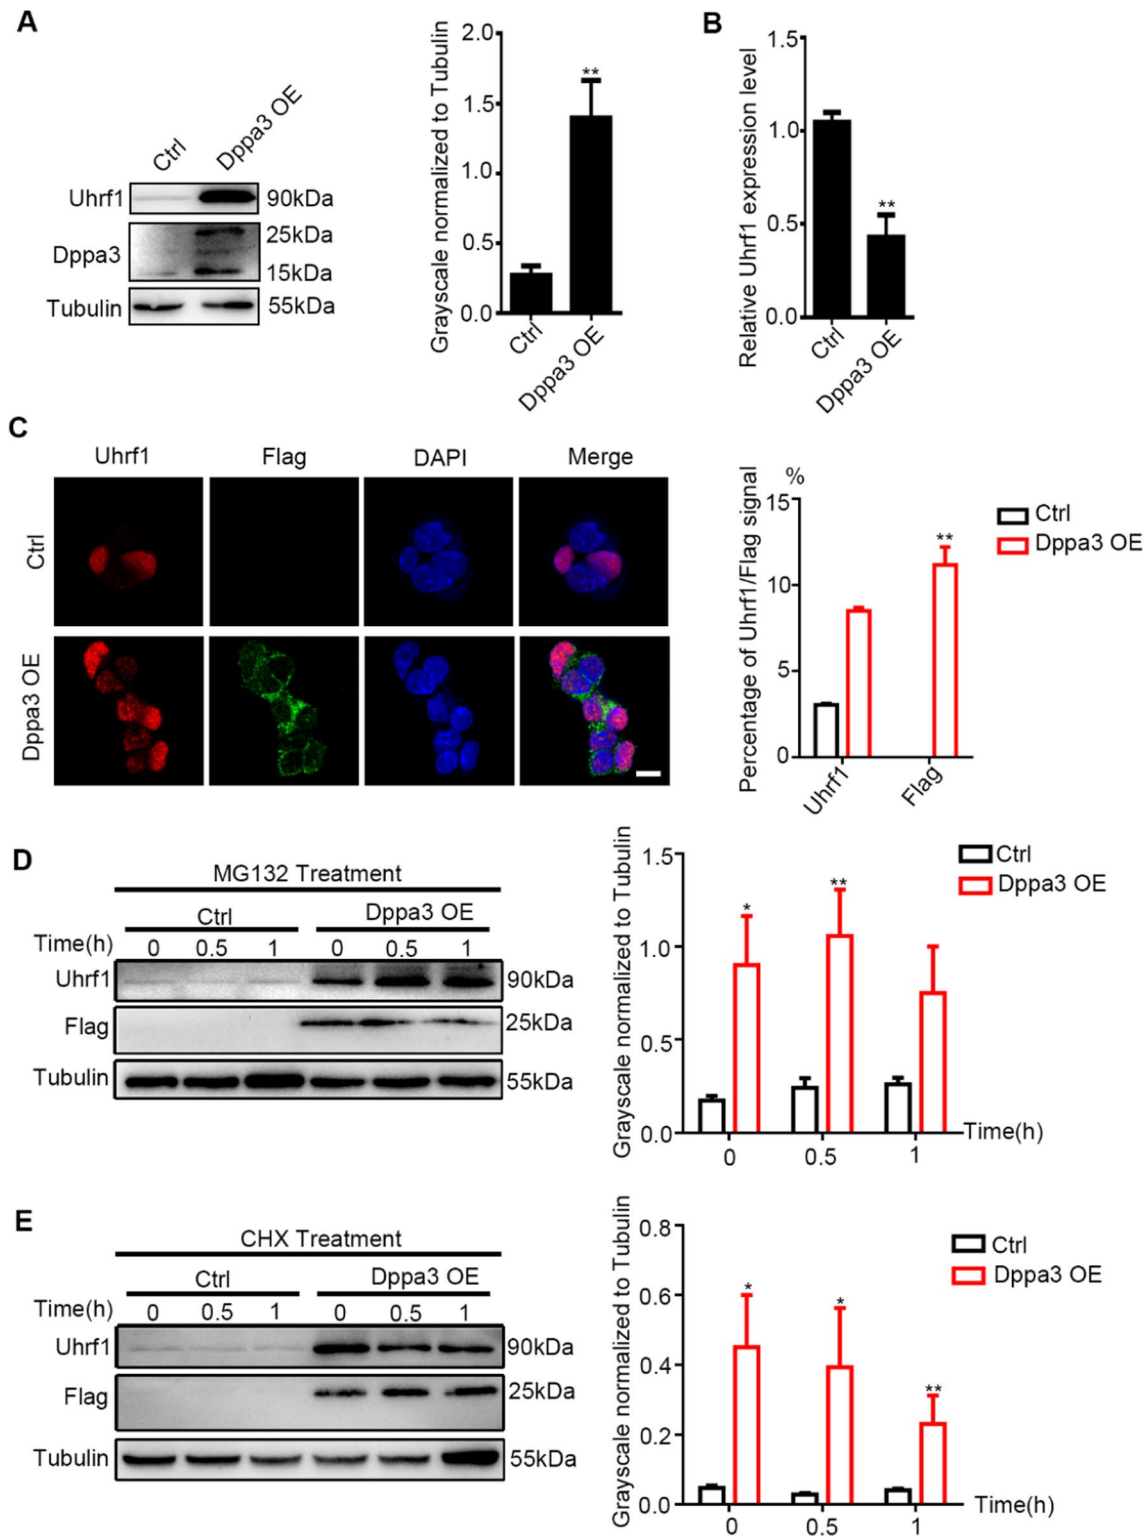 A
Ctrl
Dppa3 OE
Uhrf1
90kDa
Dppa3
25kDa
15kDa
Tubulin
55kDa
Grayscale normalized to Tubulin
2.0
1.5
1.0
0.5
0.0
**
Ctrl
Dppa3 OE
B
Relative Uhrf1 expression level
1.5
1.0
0.5
0.0
**
Ctrl
Dppa3 OE
C
Uhrf1
Flag
DAPI
Merge
Ctrl
Dppa3 OE
Percentage of Uhrf1/Flag signal
%
15
10
5
0
**
Uhrf1
Flag
Ctrl
Dppa3 OE
D
MG132 Treatment
Ctrl
Dppa3 OE
Time(h)
0 0.5 1 0 0.5 1
Uhrf1
90kDa
Flag
25kDa
Tubulin
55kDa
Grayscale normalized to Tubulin
1.5
1.0
0.5
0.0
*
**
0 0.5 1
Time(h)
Ctrl
Dppa3 OE
E
CHX Treatment
Ctrl
Dppa3 OE
Time(h)
0 0.5 1 0 0.5 1
Uhrf1
90kDa
Flag
25kDa
Tubulin
55kDa
Grayscale normalized to Tubulin
0.8
0.6
0.4
0.2
0.0
*
*
**
0 0.5 1
Time(h)
Ctrl
Dppa3 OE